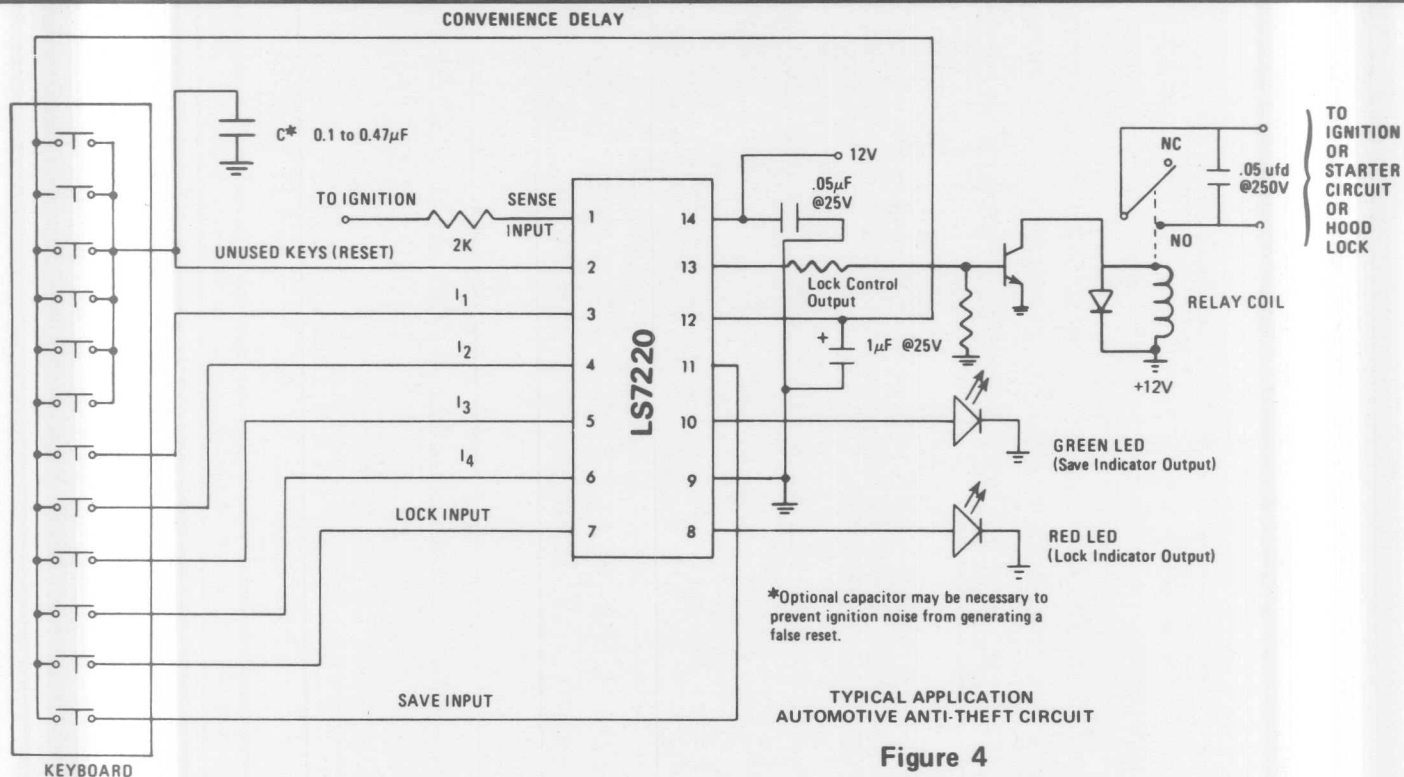 CONVENIENCE DELAY
C* 0.1 to 0.47µF
TO IGNITION
SENSE
INPUT
2K
UNUSED KEYS (RESET)
I1
I2
I3
I4
LOCK INPUT
SAVE INPUT
KEYBOARD
1
2
3
4
5
6
7
LS7220
14
13
12
11
10
9
8
12V
.05µF
@25V
Lock Control
Output
+
1µF @25V
NC
NO
.05 ufd
@250V
TO
IGNITION
OR
STARTER
CIRCUIT
OR
HOOD
LOCK
RELAY COIL
+12V
GREEN LED
(Save Indicator Output)
RED LED
(Lock Indicator Output)
*Optional capacitor may be necessary to
prevent ignition noise from generating a
false reset.
TYPICAL APPLICATION
AUTOMOTIVE ANTI-THEFT CIRCUIT
Figure 4